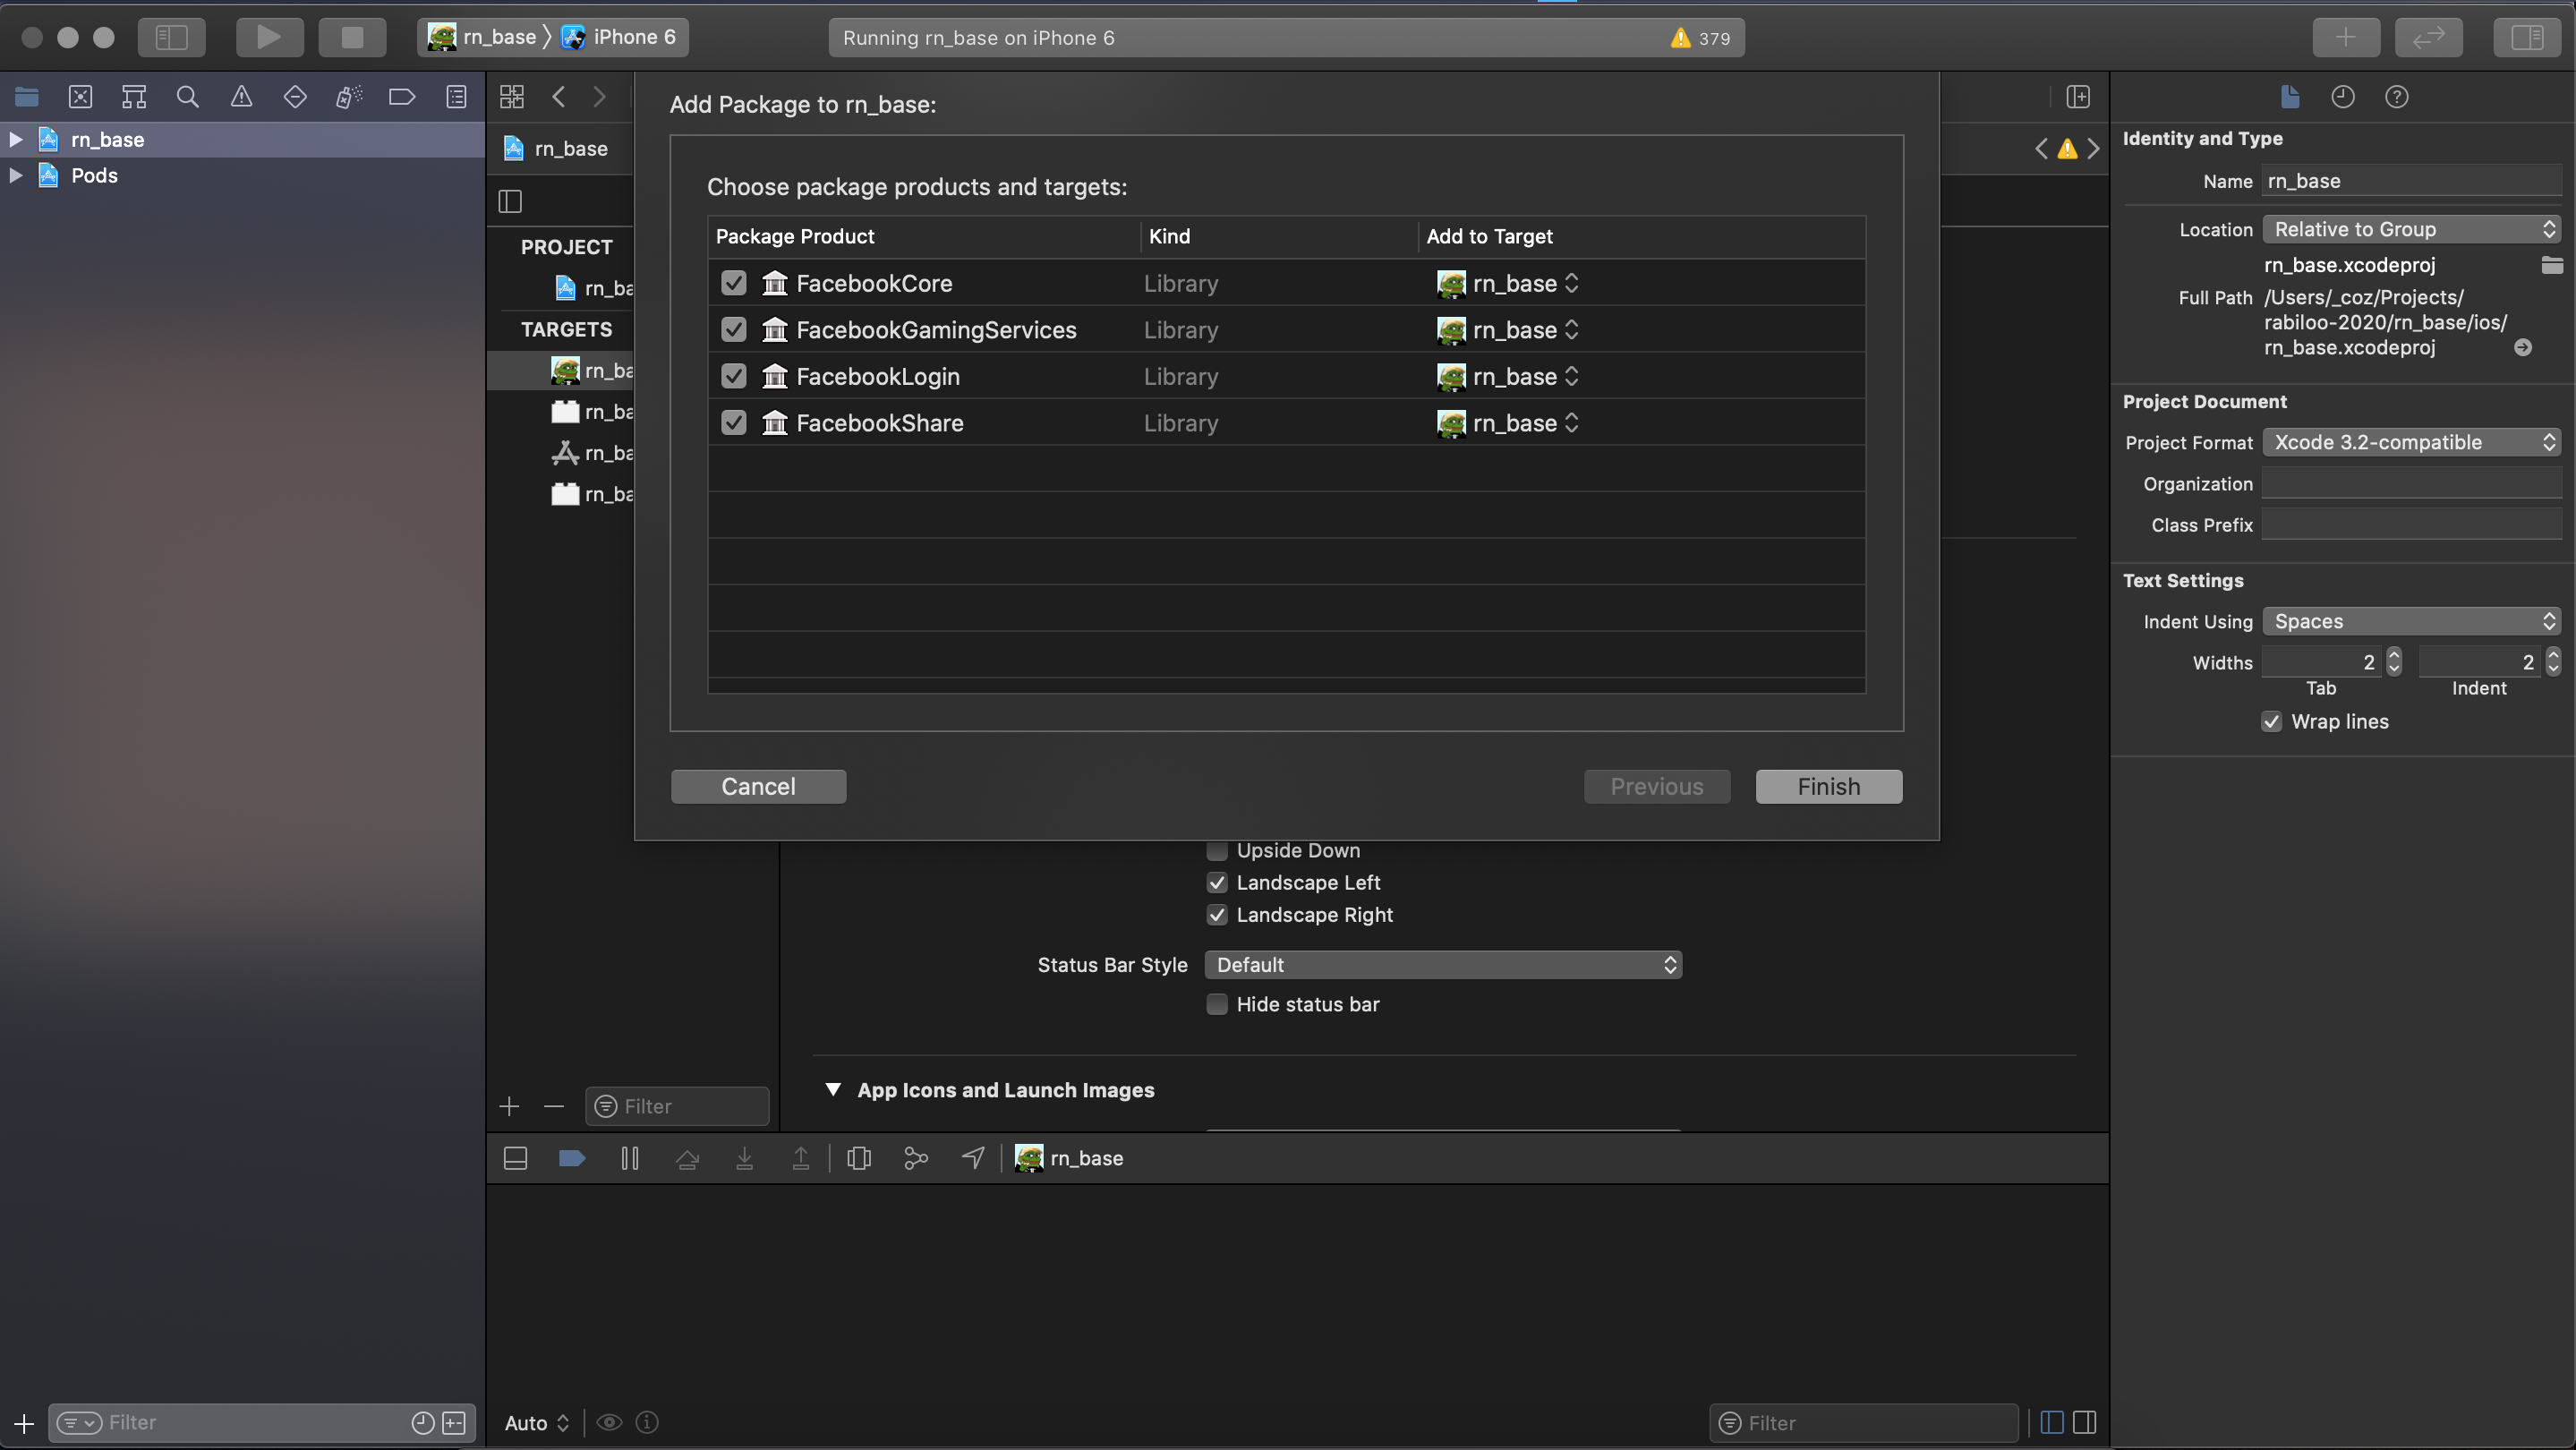 rn_base
iPhone 6
Running rn_base on iPhone 6
379
rn_base
Pods
rn_base
PROJECT
rn_ba
TARGETS
rn_ba
rn_ba
rn_ba
rn_ba
Filter
Add Package to rn_base:
Choose package products and targets:
Package Product Kind Add to Target
FacebookCore Library rn_base
FacebookGamingServices Library rn_base
FacebookLogin Library rn_base
FacebookShare Library rn_base
Cancel Previous Finish
Upside Down
Landscape Left
Landscape Right
Status Bar Style Default
Hide status bar
App Icons and Launch Images
rn_base
Identity and Type
Name rn_base
Location Relative to Group
rn_base.xcodeproj
Full Path /Users/_coz/Projects/
rabiloo-2020/rn_base/ios/
rn_base.xcodeproj
Project Document
Project Format Xcode 3.2-compatible
Organization
Class Prefix
Text Settings
Indent Using Spaces
Widths 2 2
Tab Indent
Wrap lines
Filter
Auto
Filter